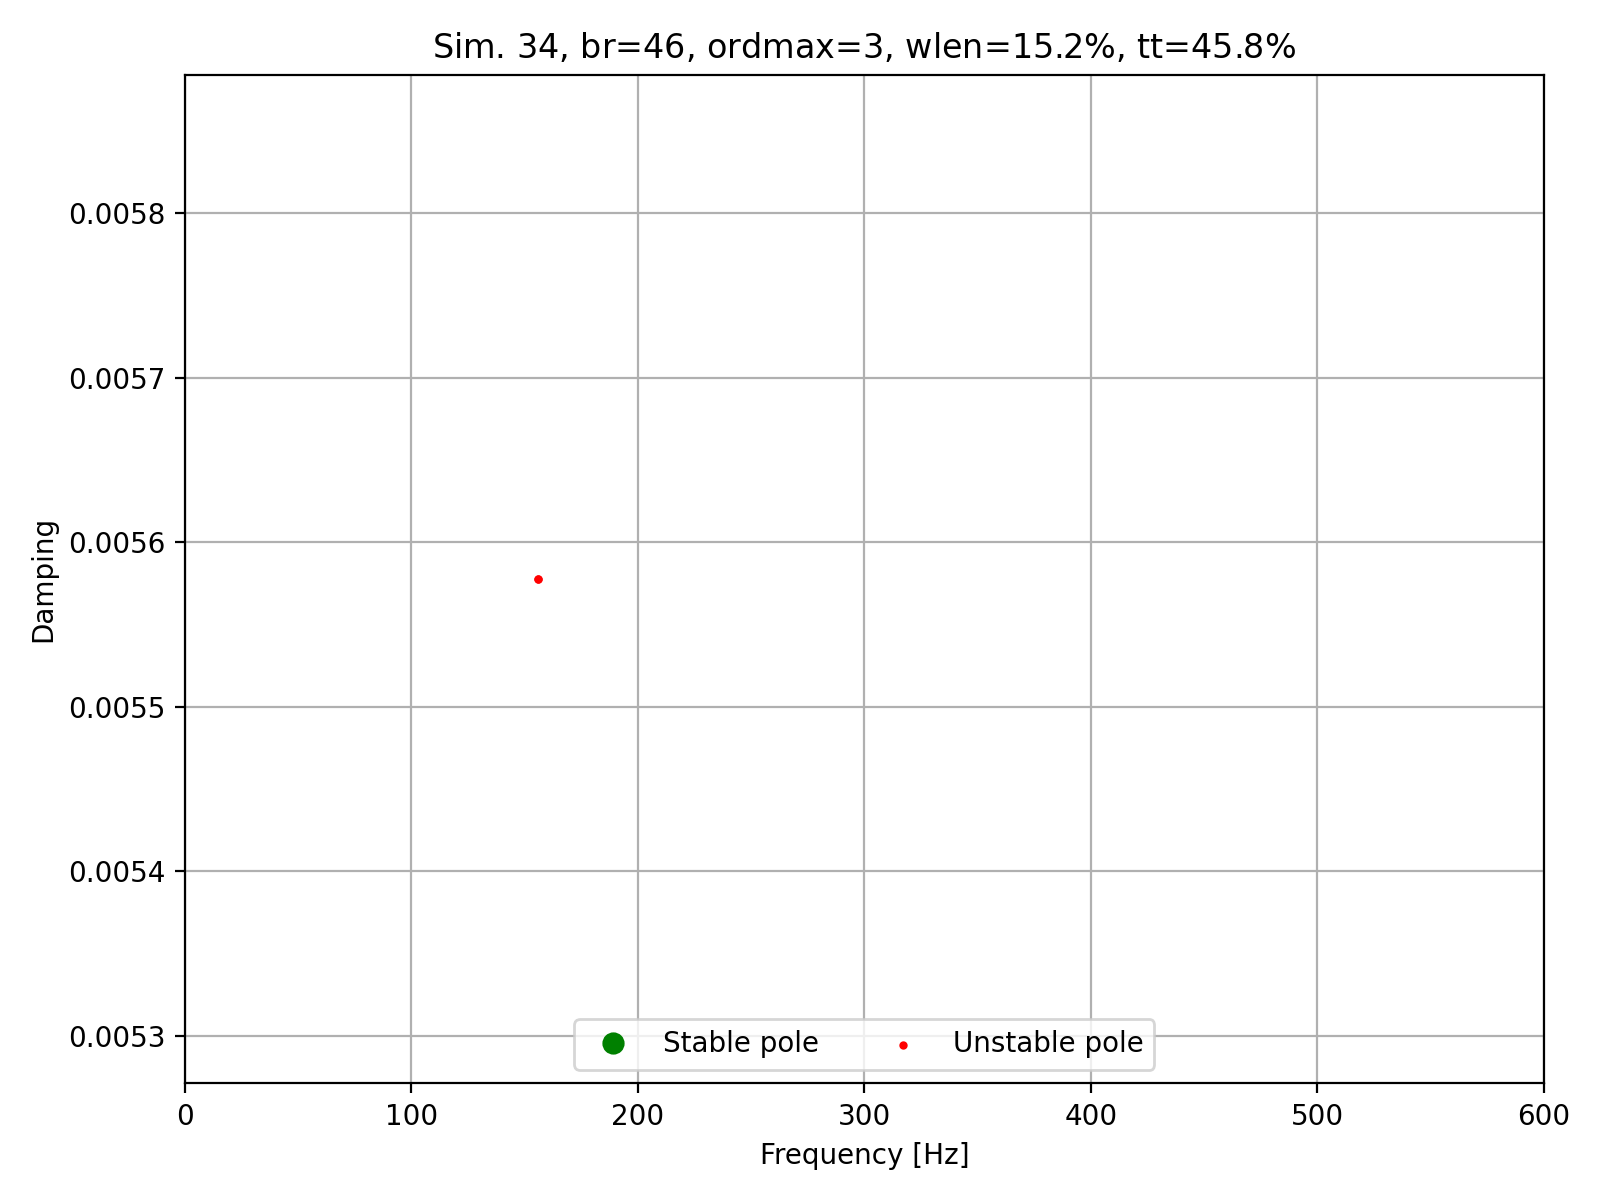 Sim. 34, br=46, ordmax=3, wlen=15.2%, tt=45.8%
0.0058
0.0057
0.0056
0.0055
0.0054
0.0053
Damping
Stable pole
Unstable pole
0
100
200
300
400
500
600
Frequency [Hz]